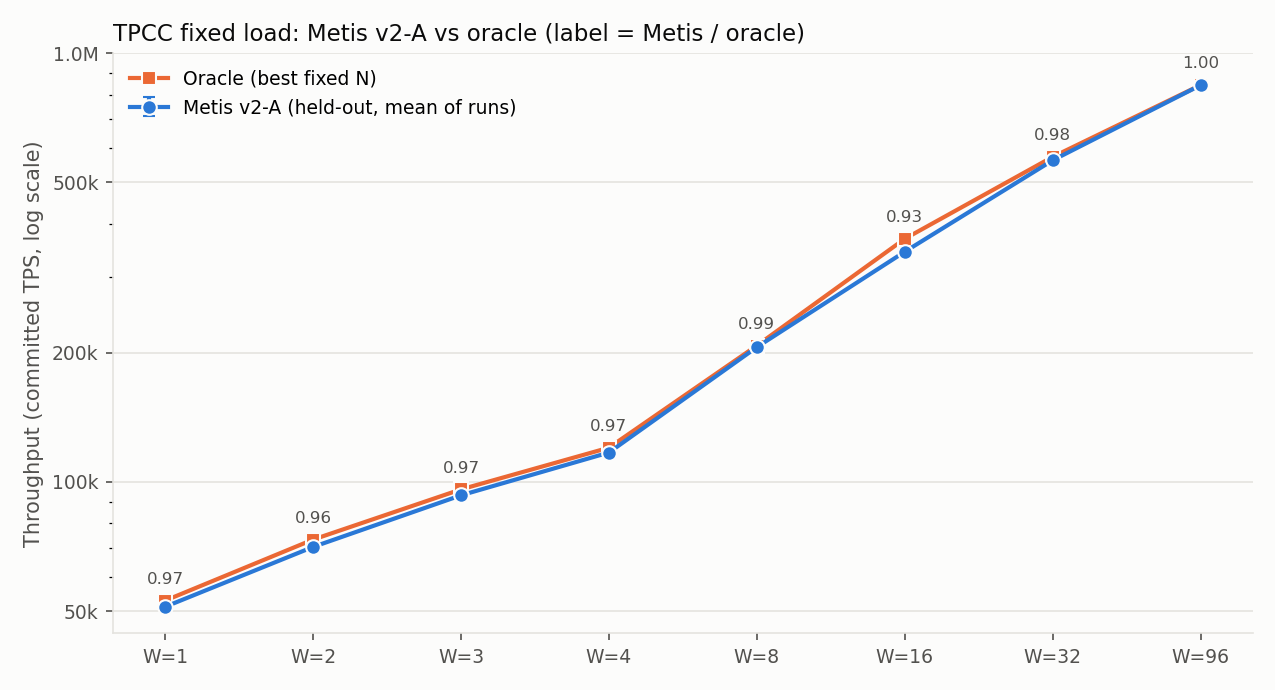 TPCC fixed load: Metis v2-A vs oracle (label = Metis / oracle)
Oracle (best fixed N)
Metis v2-A (held-out, mean of runs)
Throughput (committed TPS, log scale)
1.0M
500k
200k
100k
50k
0.97
0.96
0.97
0.97
0.99
0.93
0.98
1.00
W=1
W=2
W=3
W=4
W=8
W=16
W=32
W=96